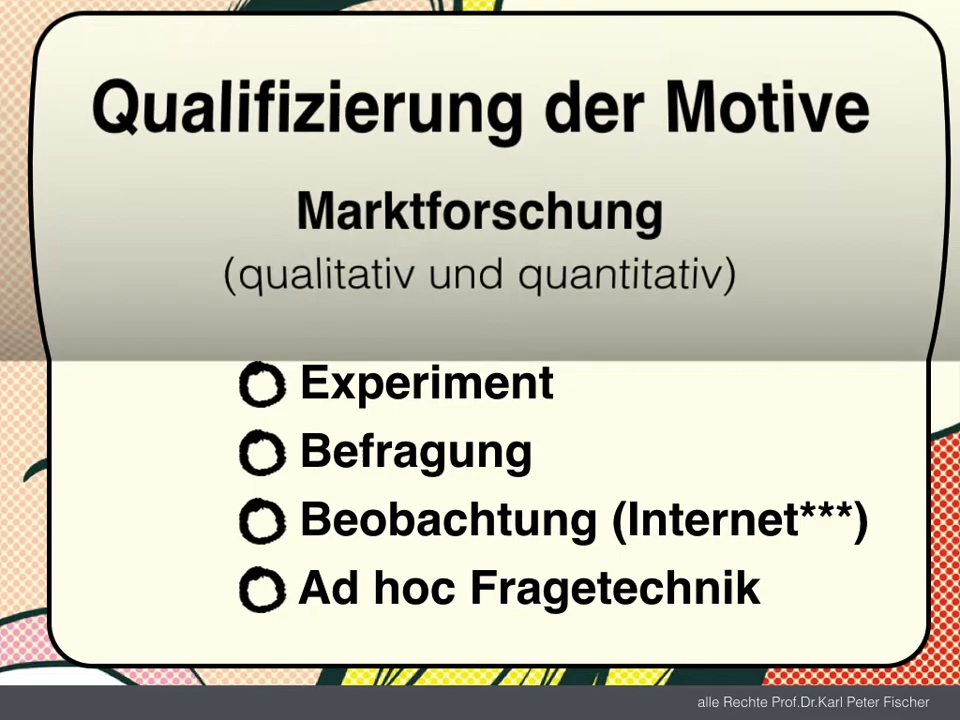 Qualifizierung der Motive
Marktforschung
(qualitativ und quantitativ)
Experiment
Befragung
Beobachtung (Internet***)
Ad hoc Fragetechnik
alle Rechte Prof.Dr.Karl Peter Fischer